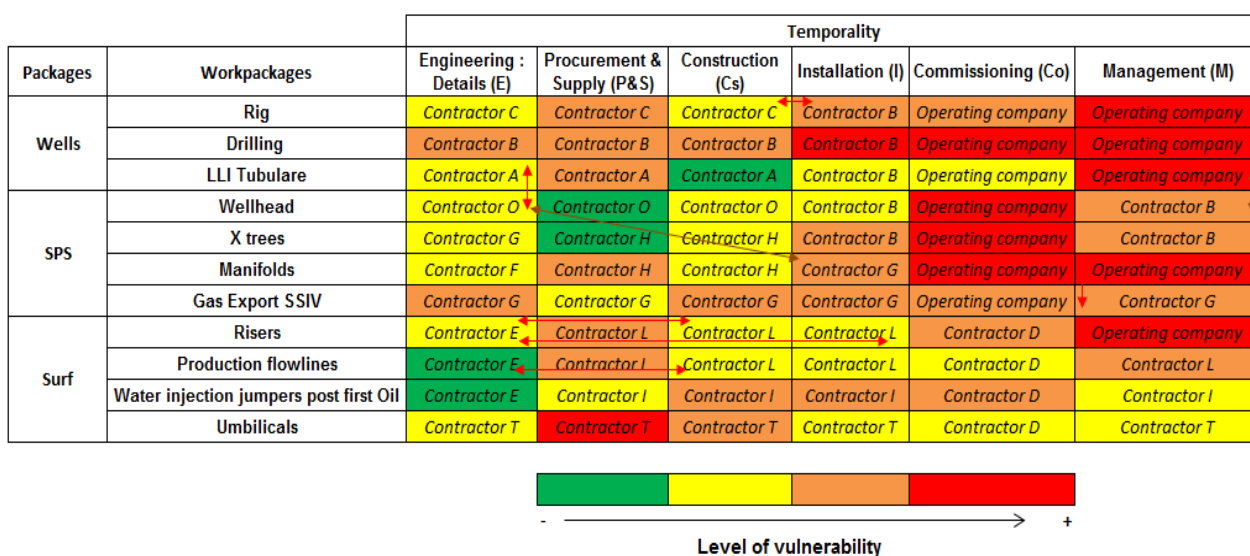 Temporality
Packages Workpackages Engineering : Details (E) Procurement & Supply (P&S) Construction (Cs) Installation (I) Commissioning (Co) Management (M)
Wells
Rig Contractor C Contractor C Contractor C Contractor B Operating company Operating company
Drilling Contractor B Contractor B Contractor B Contractor B Operating company Operating company
LLI Tubulare Contractor A Contractor A Contractor A Contractor B Operating company Operating company
SPS
Wellhead Contractor O Contractor O Contractor O Contractor B Operating company Contractor B
X trees Contractor G Contractor H Contractor H Contractor B Operating company Contractor B
Manifolds Contractor F Contractor H Contractor H Contractor G Operating company Operating company
Gas Export SSIV Contractor G Contractor G Contractor G Contractor G Operating company Contractor G
Surf
Risers Contractor E Contractor L Contractor L Contractor L Contractor D Operating company
Production flowlines Contractor E Contractor L Contractor L Contractor D Contractor L
Water injection jumpers post first Oil Contractor E Contractor I Contractor I Contractor I Contractor D Contractor I
Umbilicals Contractor T Contractor T Contractor T Contractor T Contractor D Contractor T
- +
Level of vulnerability